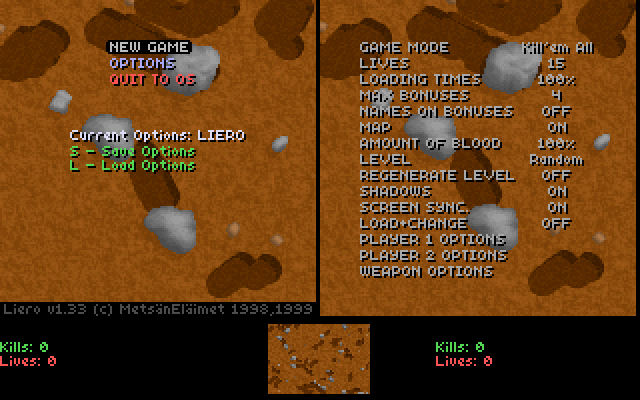 NEW GAME
OPTIONS
QUIT TO OS
Current Options: LIERO
S - Save Options
L - Load Options
Liero v1.33 (c) MetsänEläimet 1998,1999
GAME MODE Kill'em All
LIVES 15
LOADING TIMES 100%
MAX BONUSES 4
NAMES ON BONUSES OFF
MAP ON
AMOUNT OF BLOOD 100%
LEVEL Random
REGENERATE LEVEL OFF
SHADOWS ON
SCREEN SYNC. ON
LOAD+CHANGE OFF
PLAYER 1 OPTIONS
PLAYER 2 OPTIONS
WEAPON OPTIONS
Kills: 0
Lives: 0
Kills: 0
Lives: 0